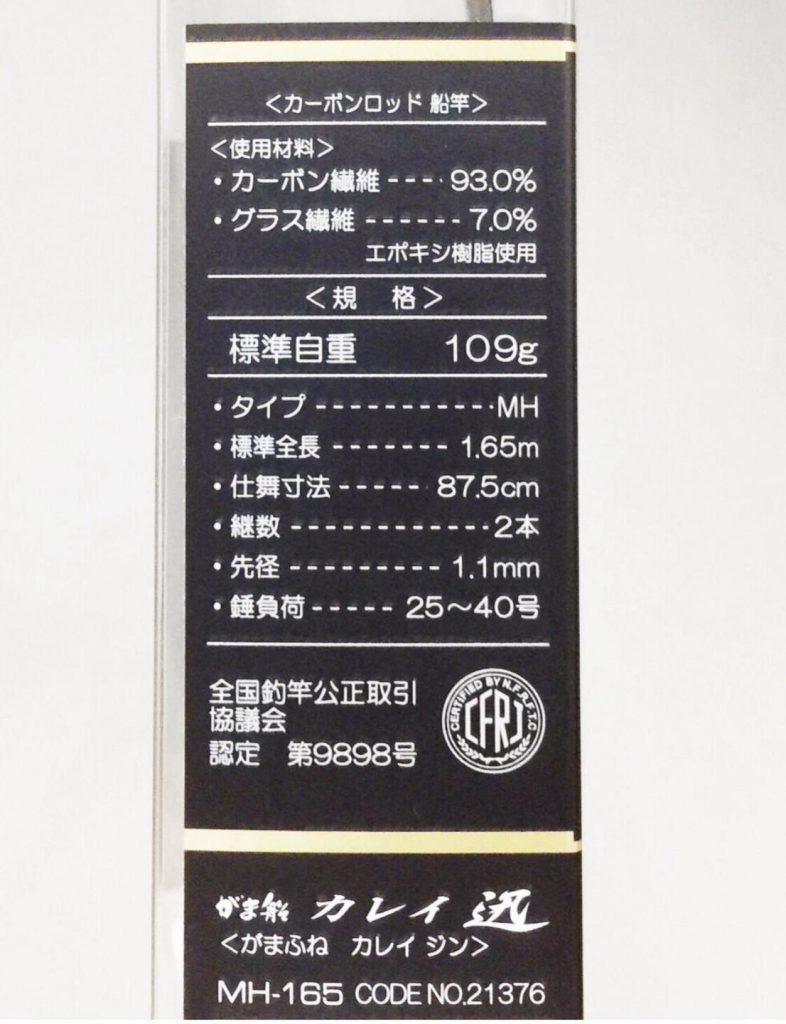 <カーボンロッド 船竿>
<使用材料>
・カーボン繊維----93.0%
・グラス繊維------7.0%
エポキシ樹脂使用
<規 格>
標準自重 109g
・タイプ------------MH
・標準全長-------1.65m
・仕舞寸法------87.5cm
・継数-------------2本
・先径---------1.1mm
・錘負荷-----25～40号
全国釣竿公正取引
協議会
認定 第9898号
CERTIFIED BY N.F.R.F.T.C
CFRJ
がま船 カレイ 迅
<がまふね カレイ ジン>
MH-165 CODE NO.21376